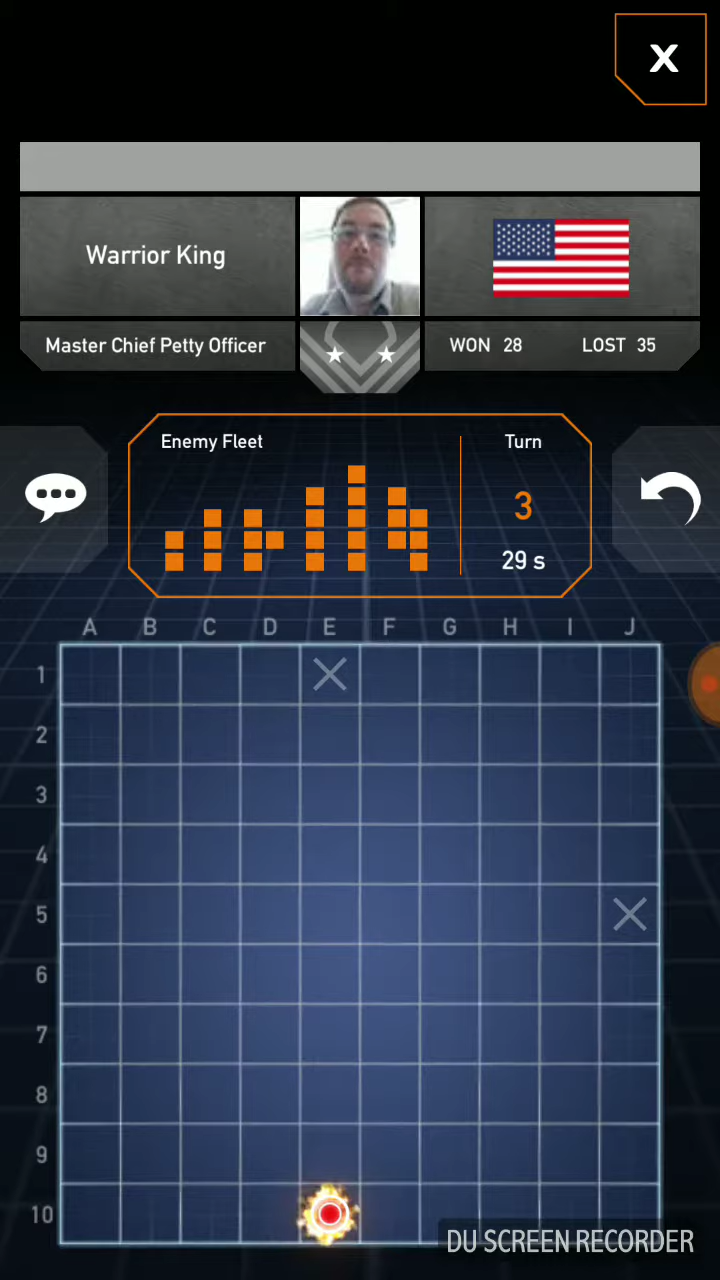 X
Warrior King
Master Chief Petty Officer
WON 28 LOST 35
Enemy Fleet
Turn
3
29 s
A B C D E F G H I J
1
2
3
4
5
6
7
8
9
10
DU SCREEN RECORDER